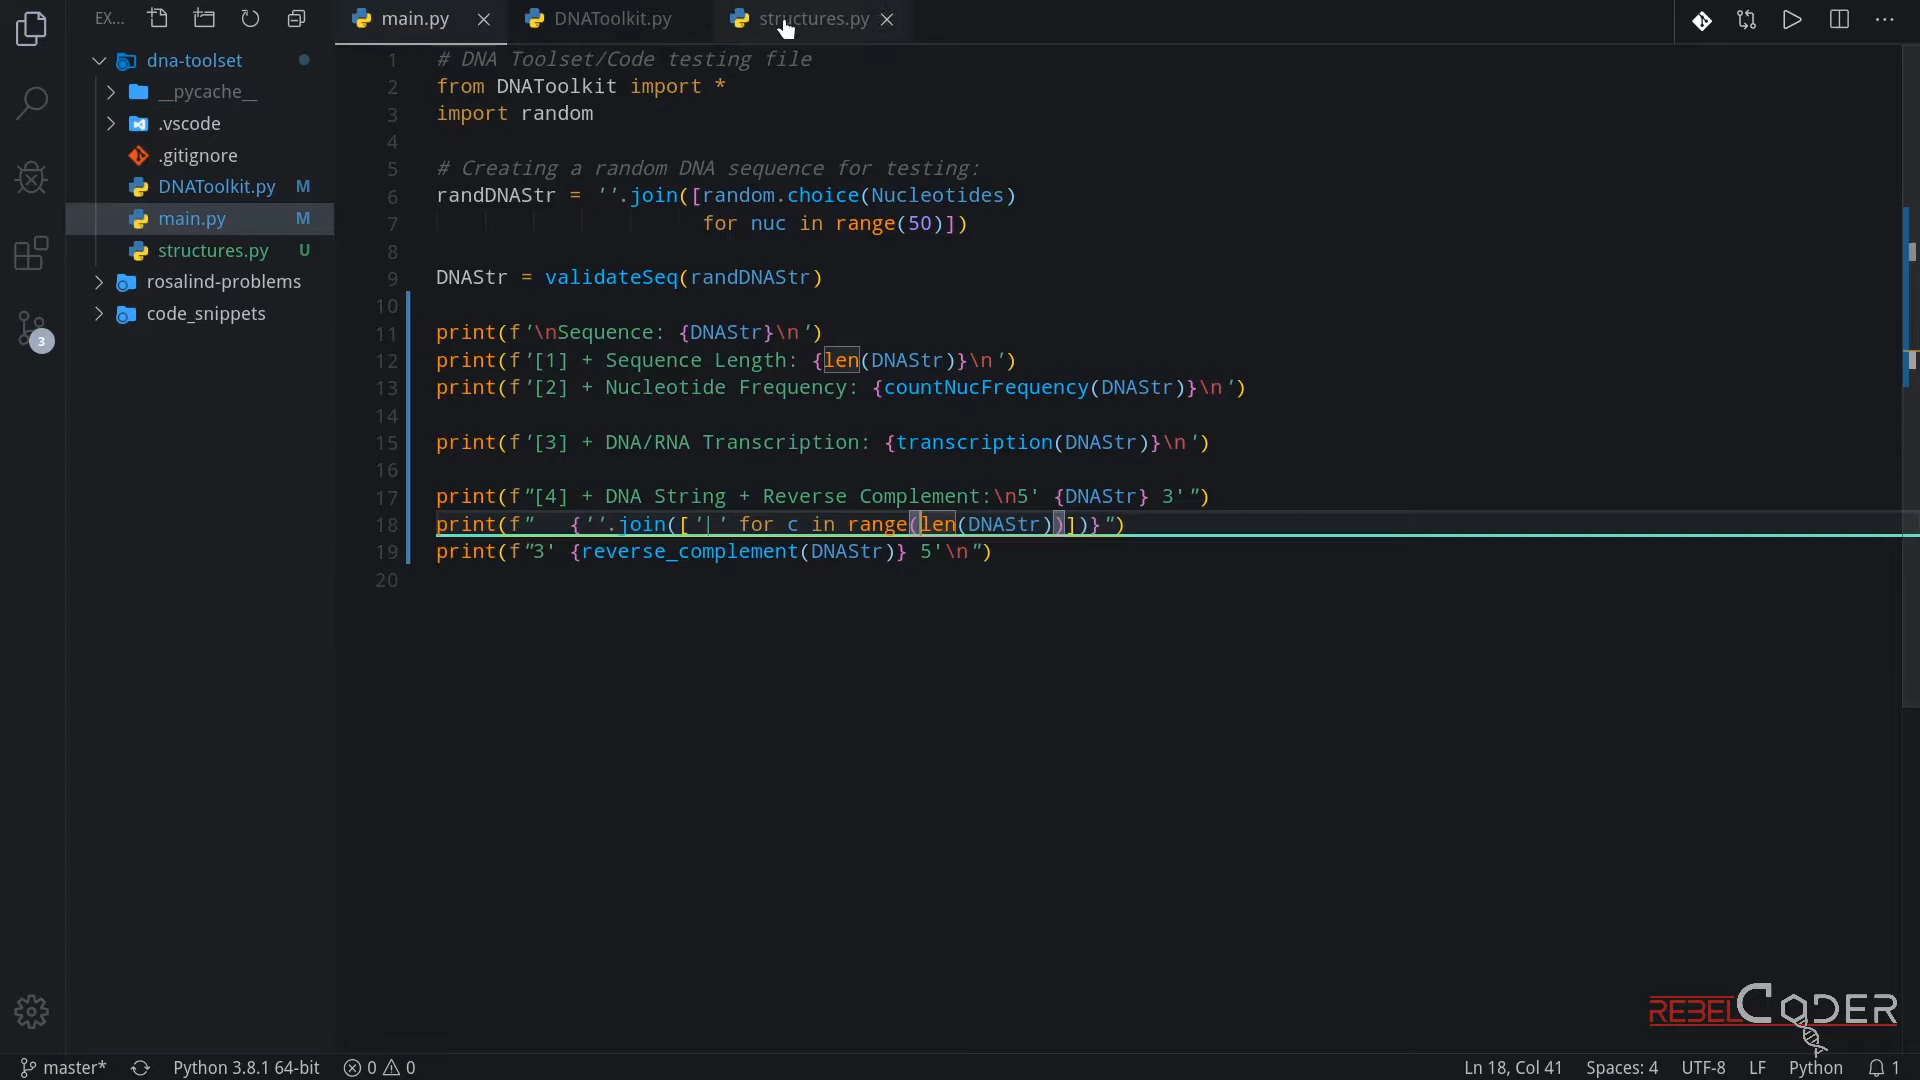 EX...
main.py
DNAToolkit.py
structures.py
dna-toolset
__pycache__
.vscode
.gitignore
DNAToolkit.py M
main.py M
structures.py U
rosalind-problems
code_snippets
3
1 # DNA Toolset/Code testing file
2 from DNAToolkit import *
3 import random
4
5 # Creating a random DNA sequence for testing:
6 randDNAStr = ''.join([random.choice(Nucleotides)
7 for nuc in range(50)])
8
9 DNAStr = validateSeq(randDNAStr)
10
11 print(f'\nSequence: {DNAStr}\n')
12 print(f'[1] + Sequence Length: {len(DNAStr)}\n')
13 print(f'[2] + Nucleotide Frequency: {countNucFrequency(DNAStr)}\n')
14
15 print(f'[3] + DNA/RNA Transcription: {transcription(DNAStr)}\n')
16
17 print(f"[4] + DNA String + Reverse Complement:\n5' {DNAStr} 3'")
18 print(f"   {''.join(['|' for c in range(len(DNAStr))])}")
19 print(f"3' {reverse_complement(DNAStr)} 5'\n")
20
REBELCODER
master* Python 3.8.1 64-bit 0 0 Ln 18, Col 41 Spaces: 4 UTF-8 LF Python 1